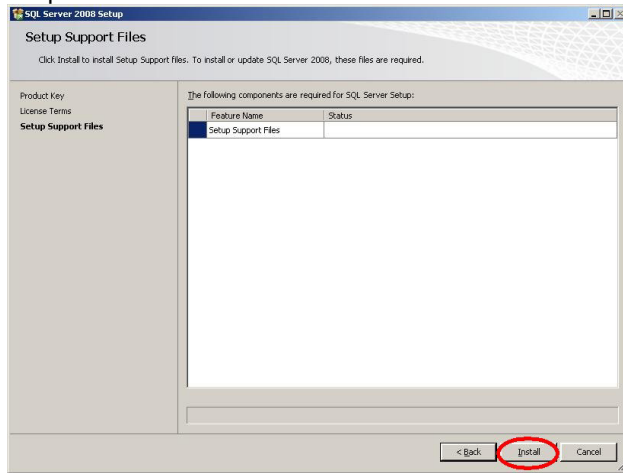 SQL Server 2008 Setup
Setup Support Files
Click Install to install Setup Support files. To install or update SQL Server 2008, these files are required.
Product Key
License Terms
Setup Support Files
The following components are required for SQL Server Setup:
Feature Name Status
Setup Support Files
< Back Install Cancel